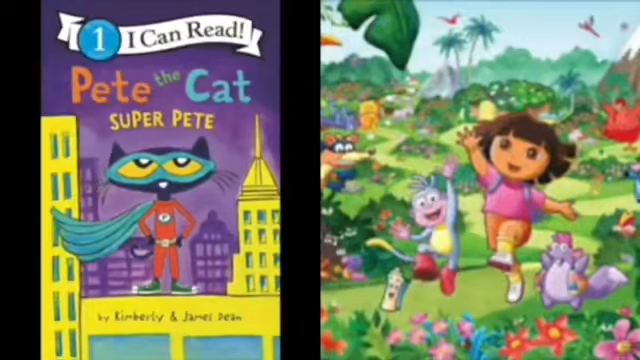 1 I Can Read!
Pete the Cat
SUPER PETE
P
by Kimberly & James Dean